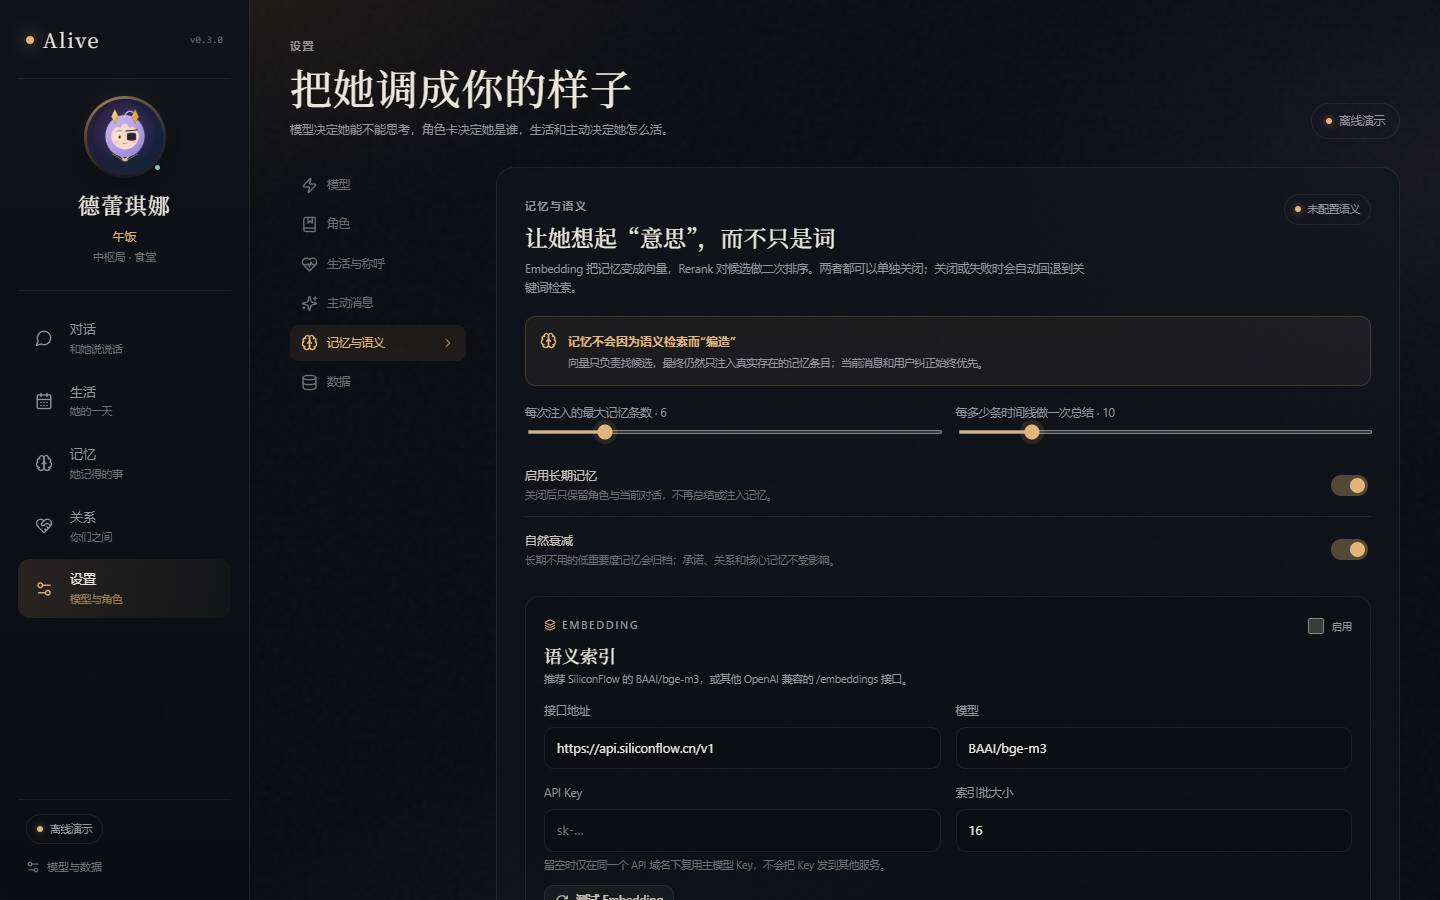 Alive
v0.3.0
德蕾琪娜
午饭
中枢局 · 食堂
对话
和她说说话
生活
她的一天
记忆
她记得的事
关系
你们之间
设置
模型与角色
离线演示
模型与数据
设置
把她调成你的样子
模型决定她能不能思考，角色卡决定她是谁，生活和主动决定她怎么活。
离线演示
模型
角色
生活与称呼
主动消息
记忆与语义
数据
记忆与语义
未配置语义
让她想起“意思”，而不只是词
Embedding 把记忆变成向量，Rerank 对候选做二次排序。两者都可以单独关闭；关闭或失败时会自动回退到关
键词检索。
记忆不会因为语义检索而“编造”
向量只负责找候选，最终仍然只注入真实存在的记忆条目；当前消息和用户纠正始终优先。
每次注入的最大记忆条数 · 6
每多少条时间线做一次总结 · 10
启用长期记忆
关闭后只保留角色与当前对话，不再总结或注入记忆。
自然衰减
长期不用的低重要度记忆会归档；承诺、关系和核心记忆不受影响。
EMBEDDING
启用
语义索引
推荐 SiliconFlow 的 BAAI/bge-m3，或其他 OpenAI 兼容的 /embeddings 接口。
接口地址
模型
https://api.siliconflow.cn/v1
BAAI/bge-m3
API Key
索引批大小
sk-...
16
留空时仅在同一个 API 域名下复用主模型 Key，不会把 Key 发到其他服务。
测试 Embedding